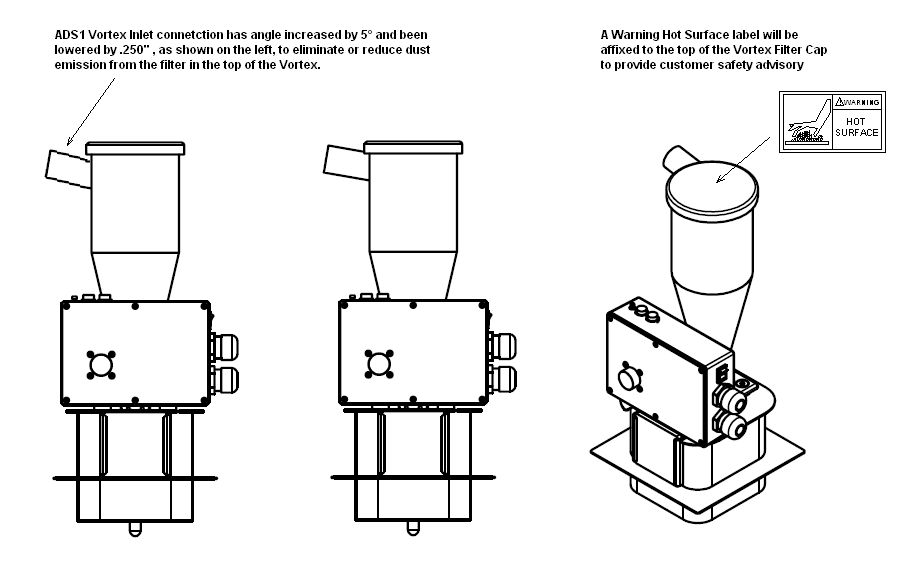 ADS1 Vortex Inlet connetction has angle increased by 5° and been
lowered by .250" , as shown on the left, to eliminate or reduce dust
emission from the filter in the top of the Vortex.
A Warning Hot Surface label will be
affixed to the top of the Vortex Filter Cap
to provide customer safety advisory
WARNING
HOT
SURFACE